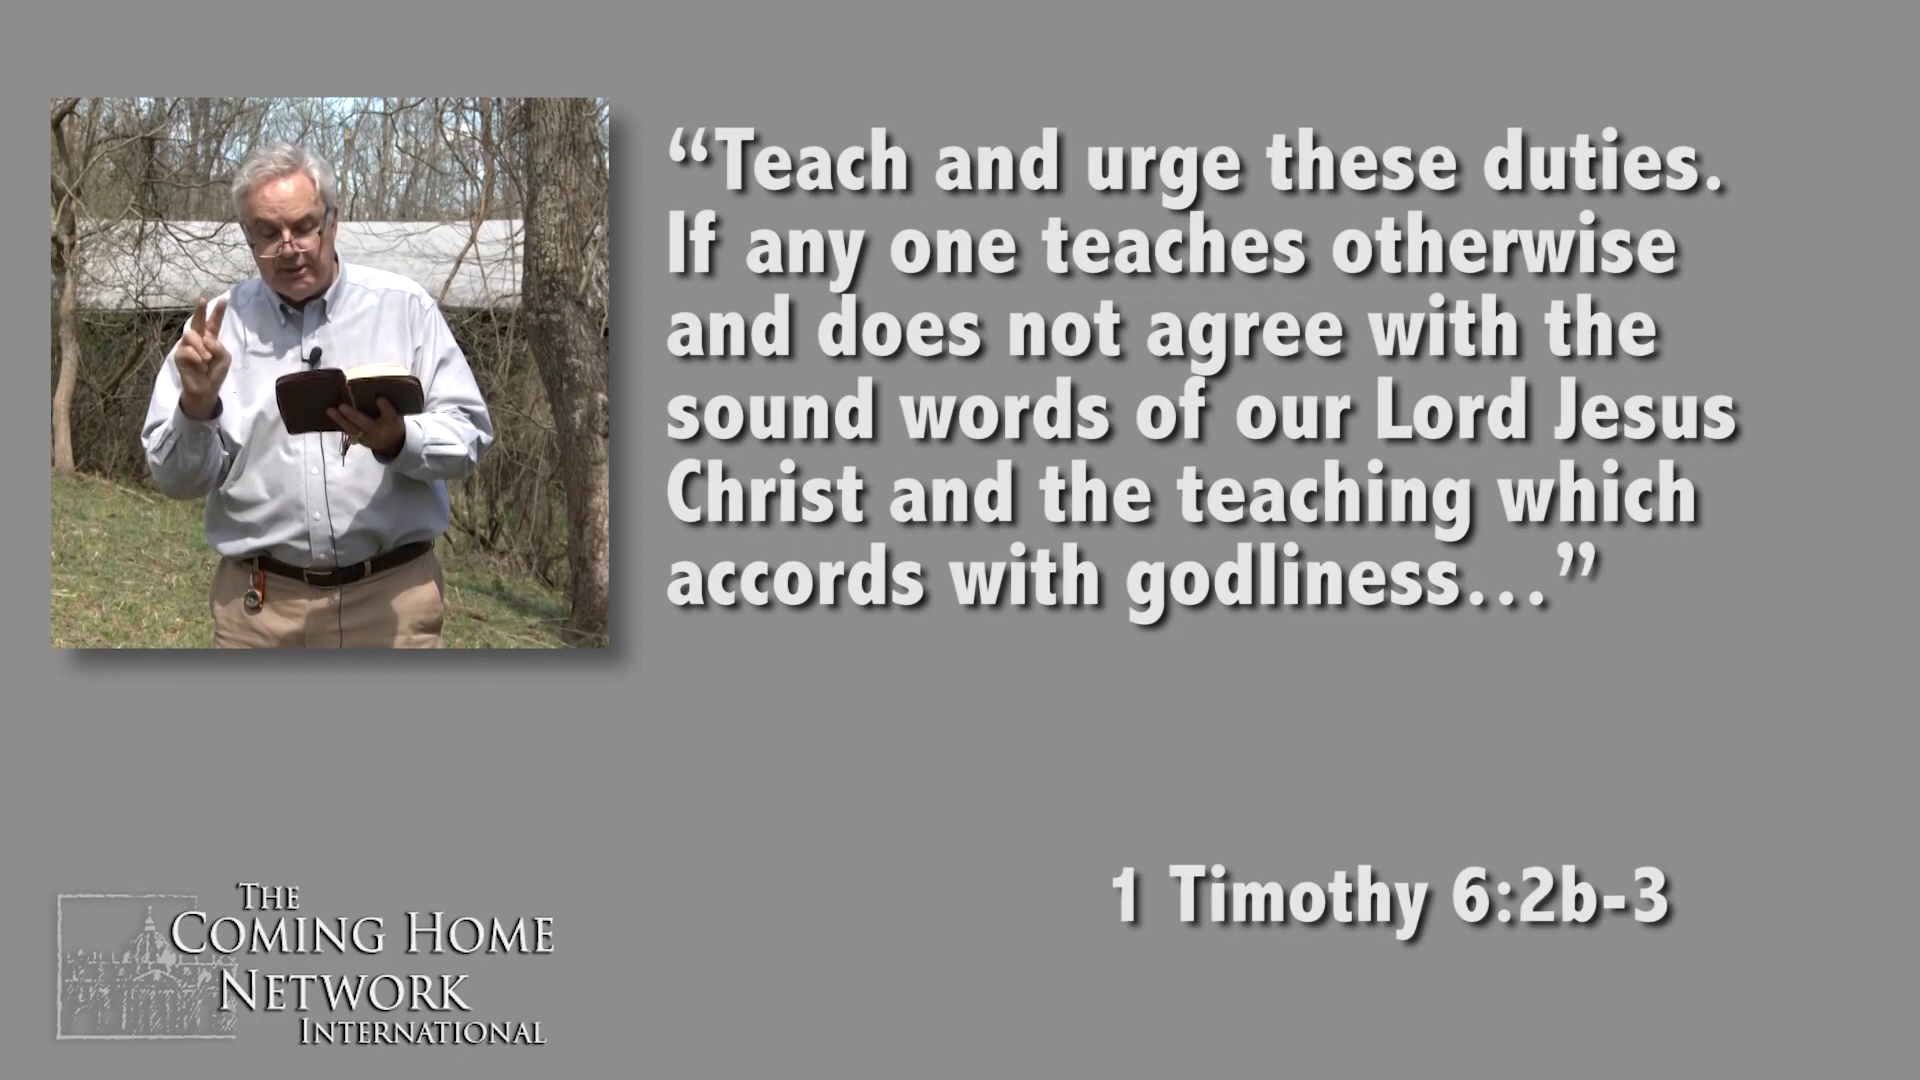 “Teach and urge these duties.
If any one teaches otherwise
and does not agree with the
sound words of our Lord Jesus
Christ and the teaching which
accords with godliness…”
1 Timothy 6:2b-3
THE
COMING HOME
NETWORK
INTERNATIONAL